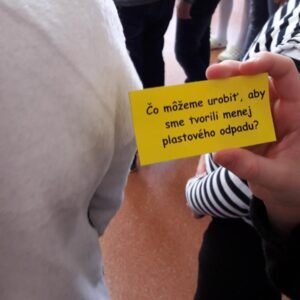 Čo môžeme urobiť, aby
sme tvorili menej
plastového odpadu?